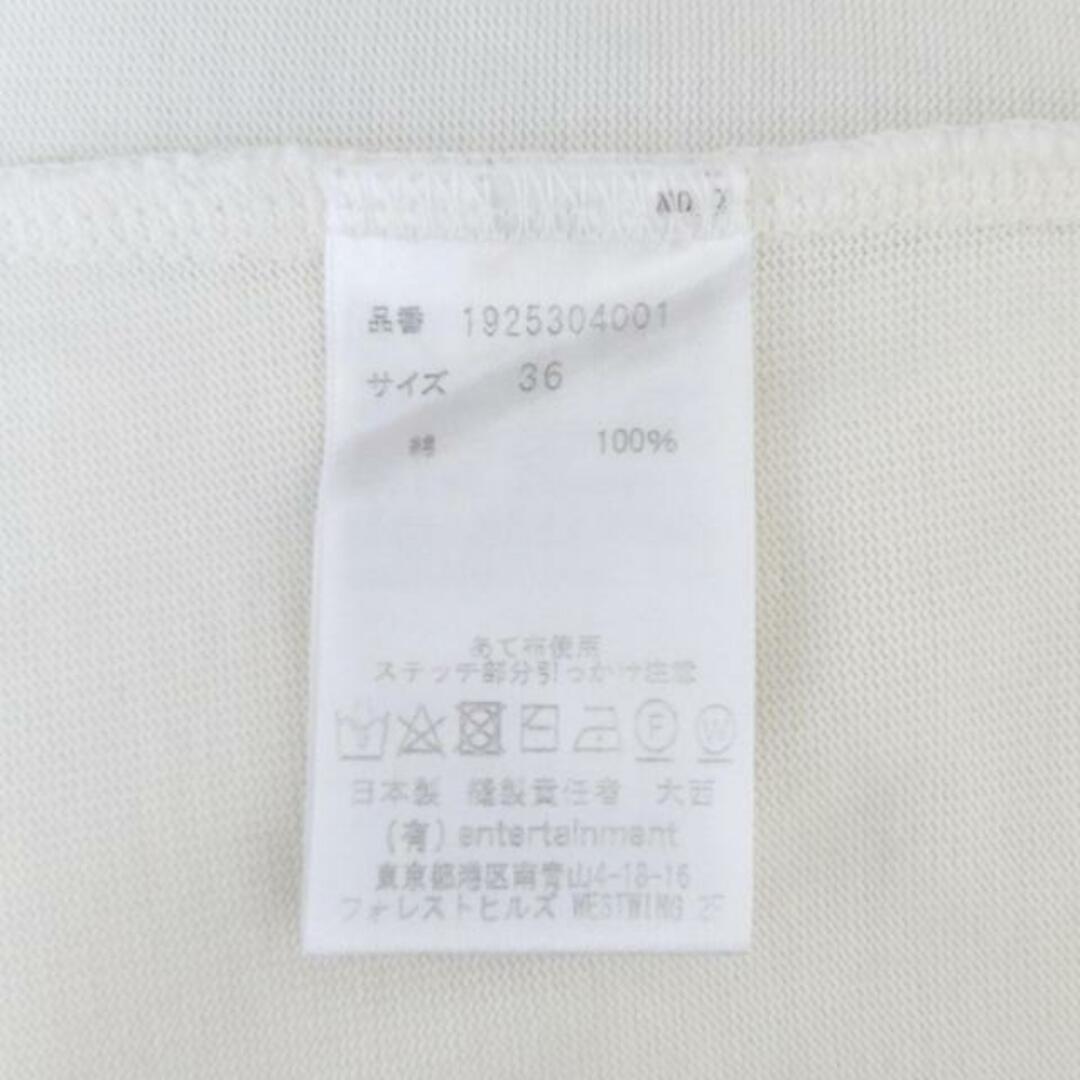 NO. 2
品番 1925304001
サイズ 36
綿 100%
あて布使用
ステッチ部分引っかけ注意
F W
日本製 縫製責任者 大西
(有) entertainment
東京都港区南青山4-18-16
フォレストヒルズ WESTWING 2F